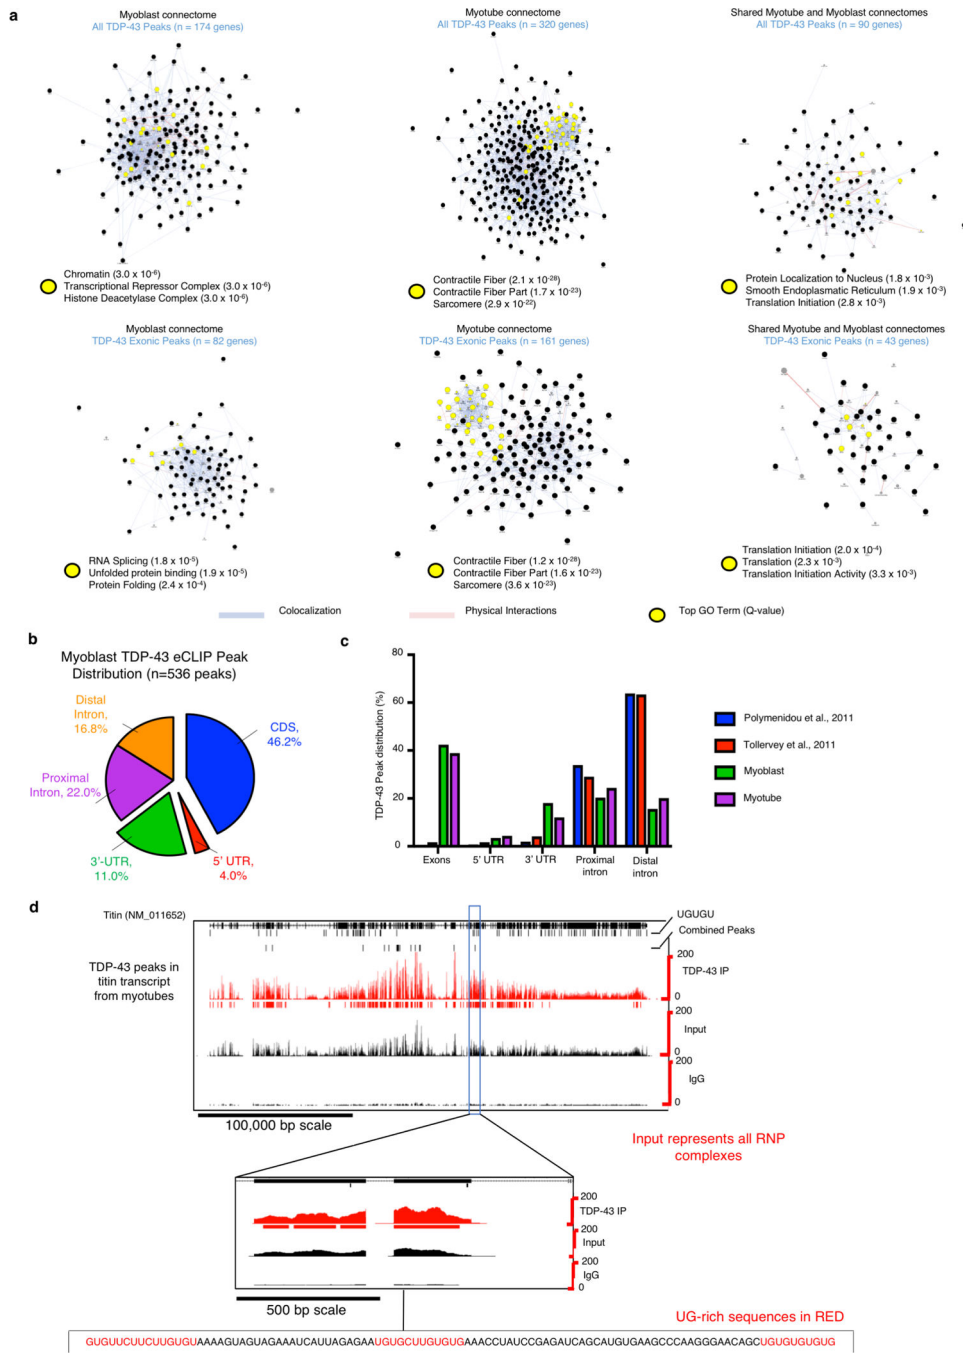 a
Myoblast connectome
All TDP-43 Peaks (n = 174 genes)
Myotube connectome
All TDP-43 Peaks (n = 320 genes)
Shared Motube and Myoblast connectomes
All TDP-43 Peaks (n = 90 genes)
Chromatin (3.0 x 10-6)
Transcriptional Repressor Complex (3.0 x 10-6)
Histone Deacetylase Complex (3.0 x 10-6)
Contractile Fiber (2.1 x 10-28)
Contractile Fiber Part (1.7 x 10-23)
Sarcomere (2.9 x 10-22)
Protein Localization to Nucleus (1.8 x 10-3)
Smooth Endoplasmatic Reticulum (1.9 x 10-3)
Translation Initiation (2.8 x 10-3)
Myoblast connectome
TDP-43 Exonic Peaks (n = 82 genes)
Myotube connectome
TDP-43 Exonic Peaks (n = 161 genes)
Shared Motube and Myoblast connectomes
TDP-43 Exonic Peaks (n = 43 genes)
RNA Splicing (1.8 x 10-5)
Unfolded protein binding (1.9 x 10-5)
Protein Folding (2.4 x 10-4)
Contractile Fiber (1.2 x 10-28)
Contractile Fiber Part (1.6 x 10-23)
Sarcomere (3.6 x 10-23)
Translation Initiation (2.0 x 10-4)
Translation (2.3 x 10-3)
Translation Initiation Activity (3.3 x 10-3)
Colocalization
Physical Interactions
Top GO Term (Q-value)
b
Myoblast TDP-43 eCLIP Peak
Distribution (n=536 peaks)
Distal
Intron,
16.8%
CDS,
46.2%
Proximal
Intron, 22.0%
3'-UTR,
11.0%
5' UTR,
4.0%
c
TDP-43 Peak distribution (%)
80
60
40
20
0
Exons
5' UTR
3' UTR
Proximal
intron
Distal
intron
Polymenidou et al., 2011
Tollervey et al., 2011
Myoblast
Myotube
d
Titin (NM_011652)
UGUGU
Combined Peaks
TDP-43 peaks in
titin transcript
from myotubes
200
TDP-43 IP
0
200
Input
0
200
IgG
0
100,000 bp scale
Input represents all RNP
complexes
200
TDP-43 IP
200
Input
200
IgG
0
500 bp scale
UG-rich sequences in RED
GUGUUCUUCUUGUGUAAAAGUAGUAGAAAUCAUUAGAGAAUGUGCUUGUGUGAAACCUAUCCGAGAUCAGCAUGUGAAGCCCAAGGGAACAGCUGUGUGUGUG